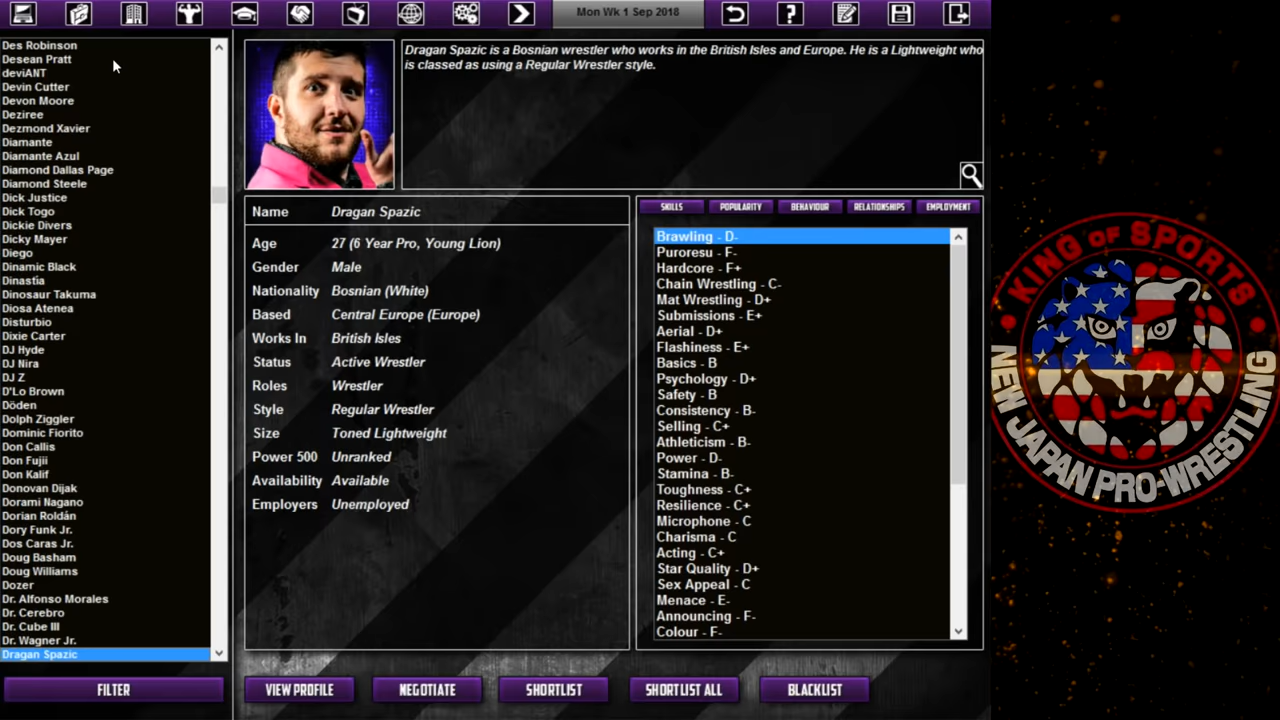 Mon Wk 1 Sep 2018
Des Robinson
Desean Pratt
deviANT
Devin Cutter
Devon Moore
Deziree
Dezmond Xavier
Diamante
Diamante Azul
Diamond Dallas Page
Diamond Steele
Dick Justice
Dick Togo
Dickie Divers
Dicky Mayer
Diego
Dinamic Black
Dinastia
Dinosaur Takuma
Diosa Atenea
Disturbio
Dixie Carter
DJ Hyde
DJ Nira
DJ Z
D'Lo Brown
Döden
Dolph Ziggler
Dominic Fiorito
Don Callis
Don Fujii
Don Kalif
Donovan Dijak
Dorami Nagano
Dorian Roldán
Dory Funk Jr.
Dos Caras Jr.
Doug Basham
Doug Williams
Dozer
Dr. Alfonso Morales
Dr. Cerebro
Dr. Cube III
Dr. Wagner Jr.
Dragan Spazic
FILTER
Dragan Spazic is a Bosnian wrestler who works in the British Isles and Europe. He is a Lightweight who
is classed as using a Regular Wrestler style.
Name Dragan Spazic
Age 27 (6 Year Pro, Young Lion)
Gender Male
Nationality Bosnian (White)
Based Central Europe (Europe)
Works In British Isles
Status Active Wrestler
Roles Wrestler
Style Regular Wrestler
Size Toned Lightweight
Power 500 Unranked
Availability Available
Employers Unemployed
SKILLS POPULARITY BEHAVIOUR RELATIONSHIPS EMPLOYMENT
Brawling - D-
Puroresu - F-
Hardcore - F+
Chain Wrestling - C-
Mat Wrestling - D+
Submissions - E+
Aerial - D+
Flashiness - E+
Basics - B
Psychology - D+
Safety - B
Consistency - B-
Selling - C+
Athleticism - B-
Power - D-
Stamina - B-
Toughness - C+
Resilience - C+
Microphone - C
Charisma - C
Acting - C+
Star Quality - D+
Sex Appeal - C
Menace - E-
Announcing - F-
Colour - F-
VIEW PROFILE NEGOTIATE SHORTLIST SHORTLIST ALL BLACKLIST
KING OF SPORTS
NEW JAPAN PRO-WRESTLING